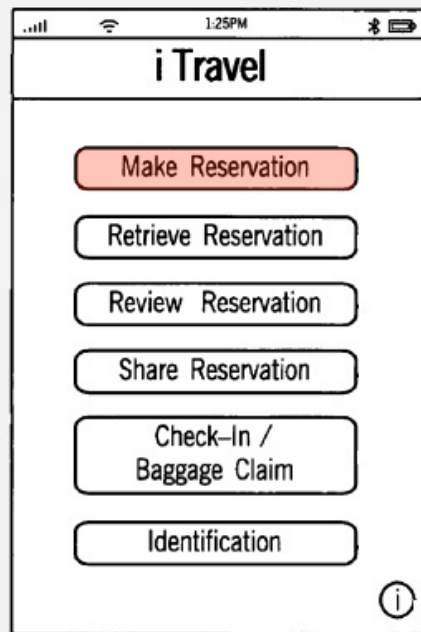 1:25PM
i Travel
Make Reservation
Retrieve Reservation
Review Reservation
Share Reservation
Check–In /
Baggage Claim
Identification
i